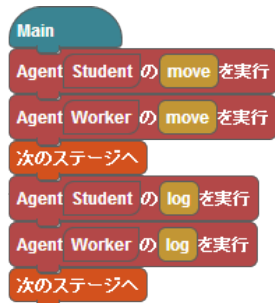 Main
Agent Student の move を実行
Agent Worker の move を実行
次のステージへ
Agent Student の log を実行
Agent Worker の log を実行
次のステージへ